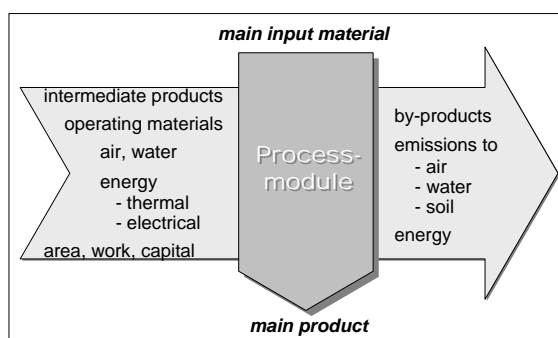 main input material
intermediate products
operating materials
air, water
energy
- thermal
- electrical
area, work, capital
Process-
module
by-products
emissions to
- air
- water
- soil
energy
main product